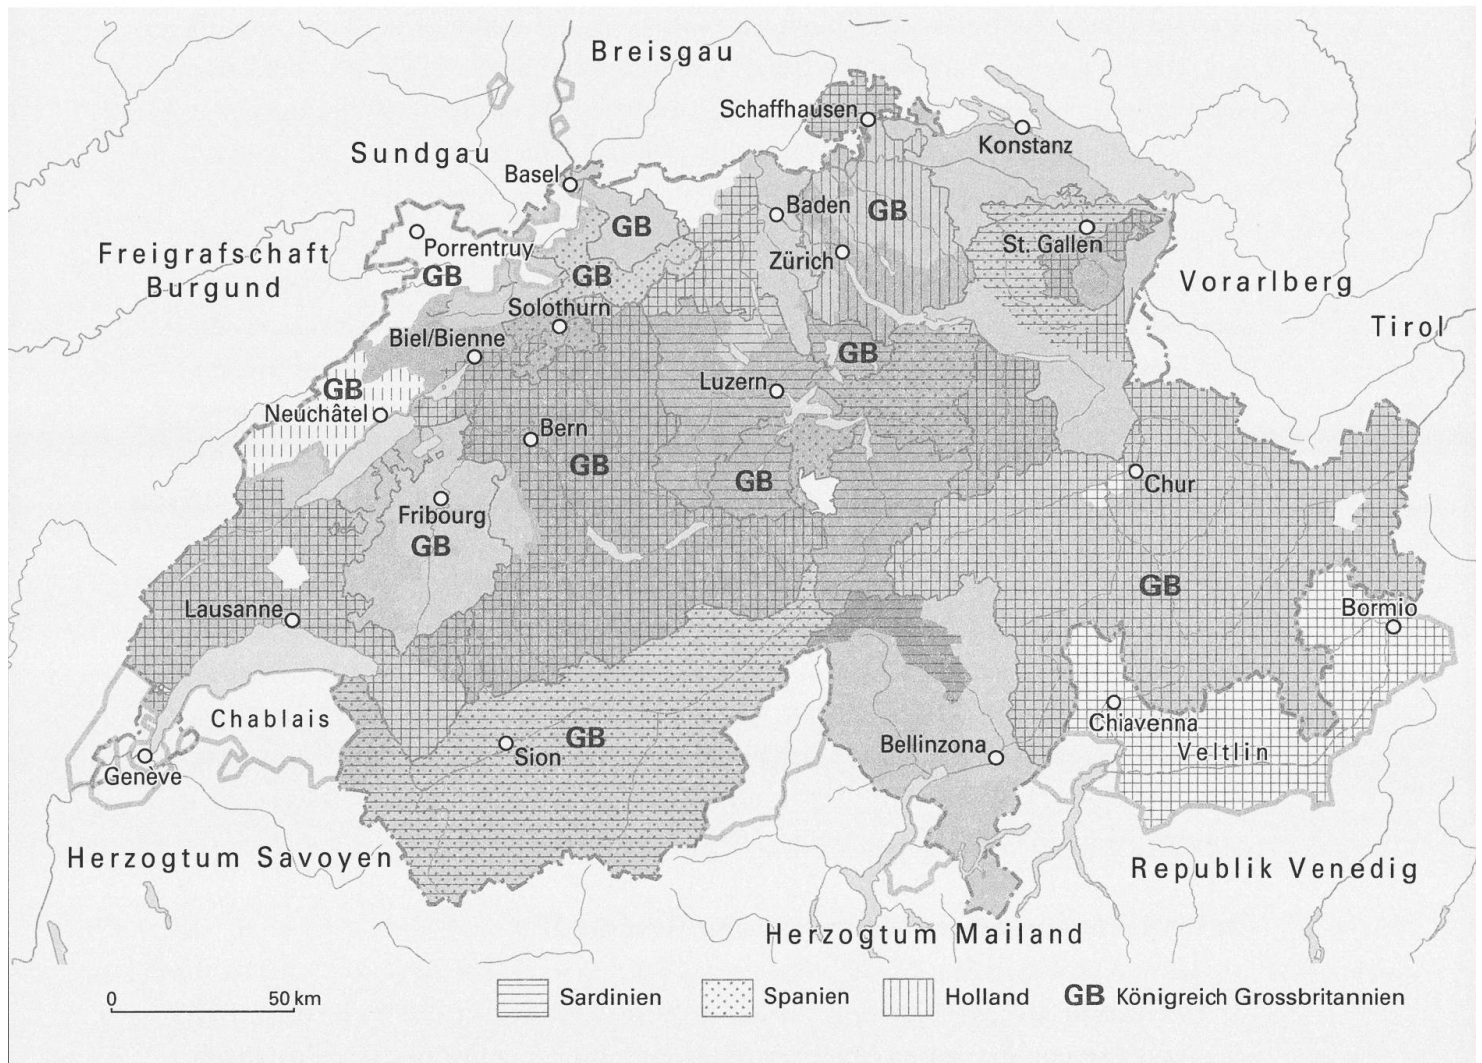 Breisgau
Schaffhausen
Konstanz
Sundgau
Basel
Baden
GB
GB
Porrentruy
St. Gallen
Freigrafschaft
Burgund
GB
GB
Zürich
Vorarlberg
Solothurn
Tirol
Biel/Bienne
GB
GB
Luzern
Neuchâtel
Bern
GB
GB
Chur
Fribourg
GB
GB
Lausanne
Bormio
Chablais
Chiavenna
GB
Sion
Bellinzona
Veltlin
Genève
Herzogtum Savoyen
Republik Venedig
Herzogtum Mailand
0 50 km
Sardinien
Spanien
Holland
GB Königreich Grossbritannien